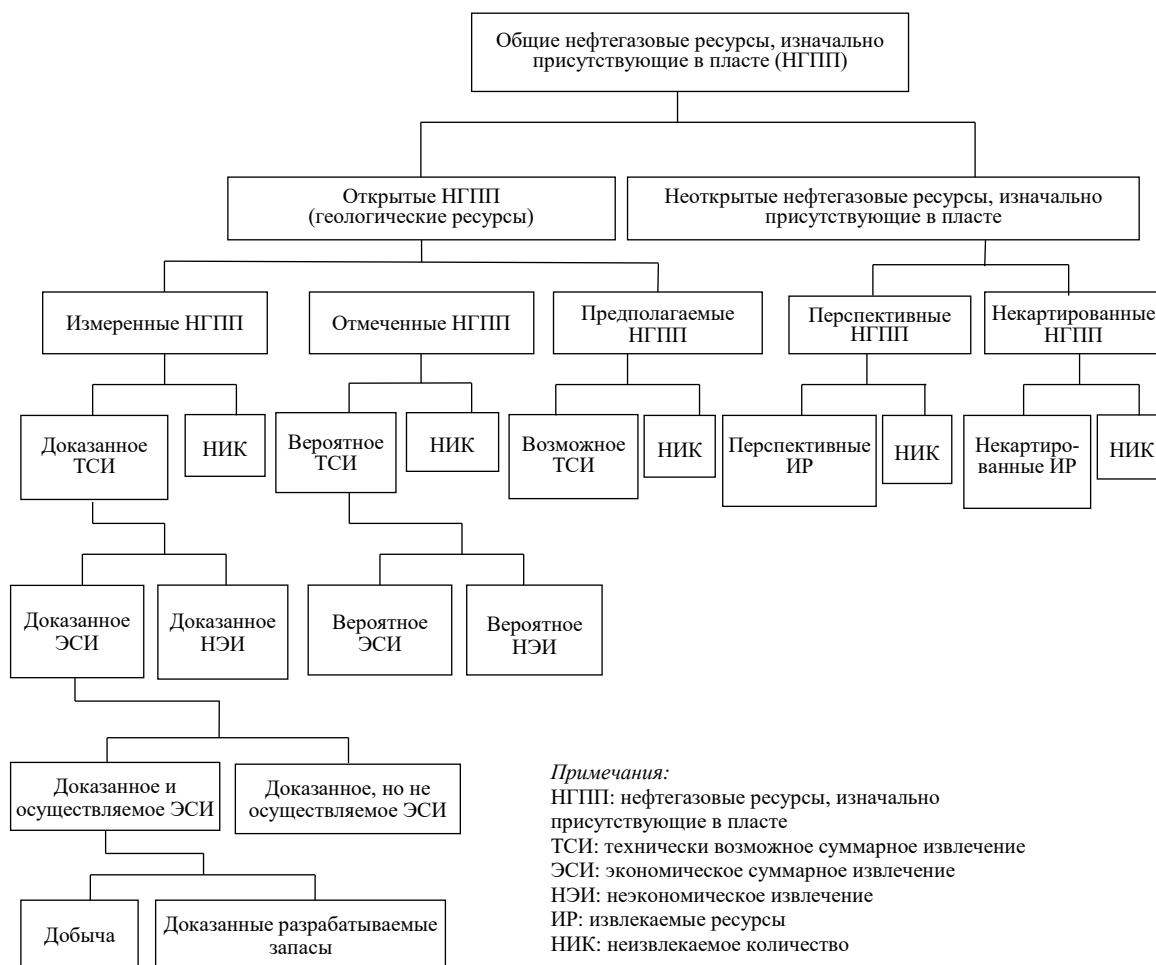 Общие нефтегазовые ресурсы, изначально
присутствующие в пласте (НГПП)
Открытые НГПП
(геологические ресурсы)
Неоткрытые нефтегазовые ресурсы, изначально
присутствующие в пласте
Измеренные НГПП
Отмеченные НГПП
Предполагаемые
НГПП
Перспективные
НГПП
Некартированные
НГПП
Доказанное
ТСИ
НИК
Вероятное
ТСИ
НИК
Возможное
ТСИ
НИК
Перспективные
ИР
НИК
Некартиро-
ванные ИР
НИК
Доказанное
ЭСИ
Доказанное
НЭИ
Вероятное
ЭСИ
Вероятное
НЭИ
Доказанное и
осуществляемое ЭСИ
Доказанное, но не
осуществляемое ЭСИ
Добыча
Доказанные разрабатываемые
запасы
Примечания:
НГПП: нефтегазовые ресурсы, изначально
присутствующие в пласте
ТСИ: технически возможное суммарное извлечение
ЭСИ: экономическое суммарное извлечение
НЭИ: неэкономическое извлечение
ИР: извлекаемые ресурсы
НИК: неизвлекаемое количество